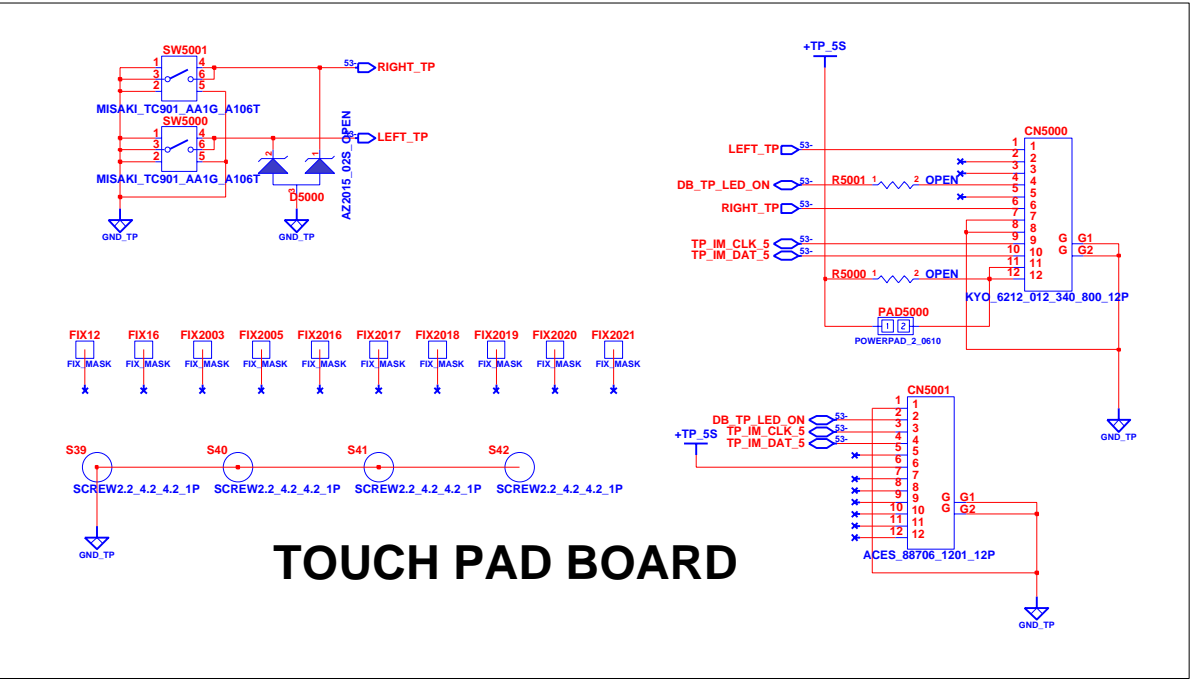 SW5001
1
3
2
4
6
5
53-
RIGHT_TP
MISAKI_TC901_AA1G_A106T
SW5000
1
3
2
4
6
5
53-
LEFT_TP
MISAKI_TC901_AA1G_A106T
2
1
3
D5000
AZ2015_02S_OPEN
GND_TP
GND_TP
+TP_5S
CN5000
LEFT_TP
53-
DB_TP_LED_ON
53-
R5001
1
2
OPEN
RIGHT_TP
53-
TP_IM_CLK_5
53-
TP_IM_DAT_5
53-
R5000
1
2
OPEN
1
2
3
4
5
6
7
8
9
10
11
12
1
2
3
4
5
6
7
8
9
10
11
12
G
G1
G
G2
KYO_6212_012_340_800_12P
PAD5000
1
2
POWERPAD_2_0610
GND_TP
FIX12
FIX16
FIX2003
FIX2005
FIX2016
FIX2017
FIX2018
FIX2019
FIX2020
FIX2021
FIX_MASK
FIX_MASK
FIX_MASK
FIX_MASK
FIX_MASK
FIX_MASK
FIX_MASK
FIX_MASK
FIX_MASK
FIX_MASK
S39
S40
S41
S42
SCREW2.2_4.2_4.2_1P
SCREW2.2_4.2_4.2_1P
SCREW2.2_4.2_4.2_1P
SCREW2.2_4.2_4.2_1P
GND_TP
CN5001
DB_TP_LED_ON
53-
TP_IM_CLK_5
53-
TP_IM_DAT_5
53-
+TP_5S
1
2
3
4
5
6
7
8
9
10
11
12
1
2
3
4
5
6
7
8
9
10
11
12
G
G1
G
G2
ACES_88706_1201_12P
GND_TP
TOUCH PAD BOARD